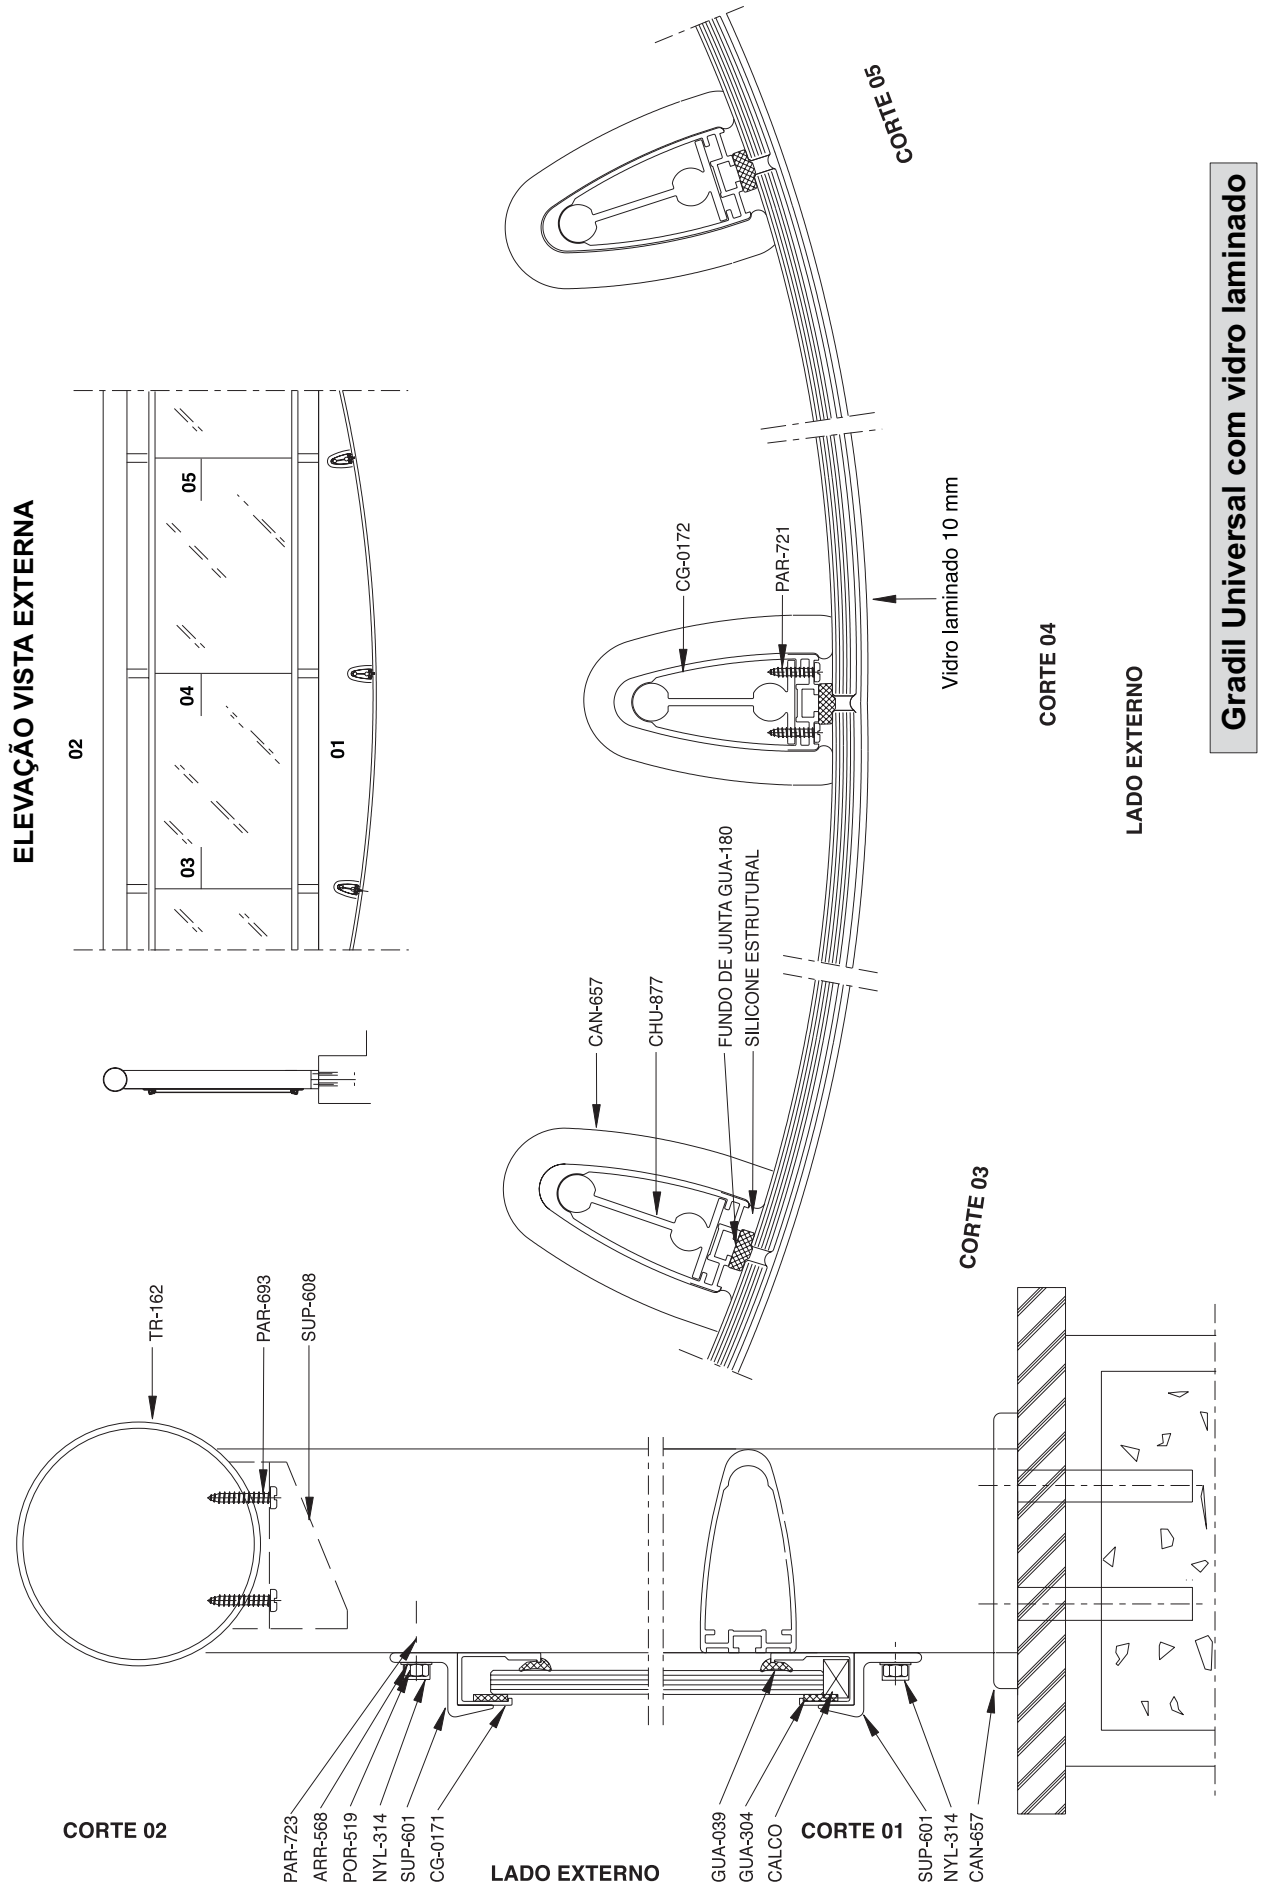 ELEVAÇÃO VISTA EXTERNA
02
03
04
05
01
CORTE 02
TR-162
PAR-693
SUP-608
PAR-723
ARR-568
POR-519
NYL-314
SUP-601
CG-0171
LADO EXTERNO
GUA-039
GUA-304
CALCO
CORTE 01
SUP-601
NYL-314
CAN-657
CAN-657
CHU-877
FUNDO DE JUNTA GUA-180
SILICONE ESTRUTURAL
CORTE 03
CG-0172
PAR-721
Vidro laminado 10 mm
CORTE 04
LADO EXTERNO
CORTE 05
Gradil Universal com vidro laminado